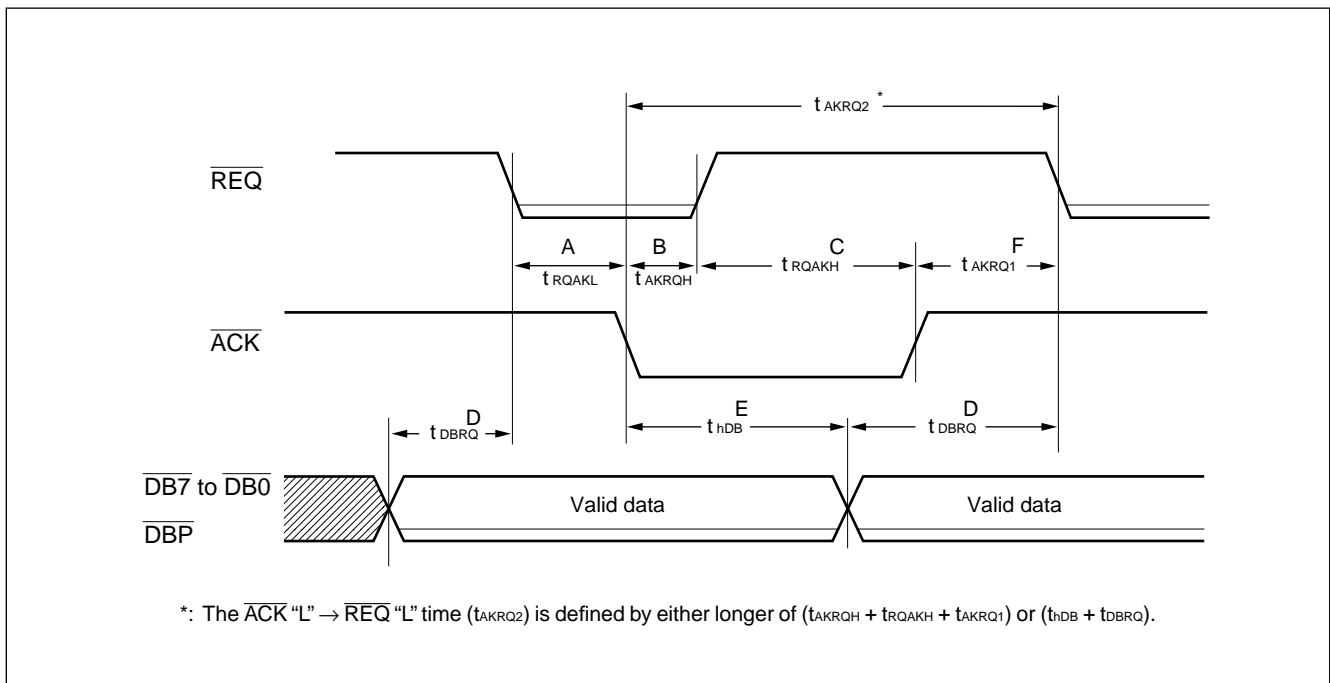 t AKRQ2 *
REQ
A B C F
t RQAKL t AKRQH t RQAKH t AKRQ1
ACK
D E D
t DBRQ t hDB t DBRQ
DB7 to DB0 Valid data Valid data
DBP
*: The ACK “L” → REQ “L” time (tAKRQ2) is defined by either longer of (tAKRQH + tRQAKH + tAKRQ1) or (thDB + tDBRQ).